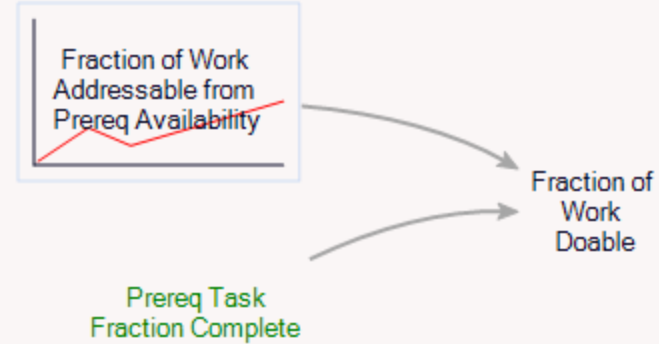 Fraction of Work
Addressable from
Prereq Availability
Fraction of
Work
Doable
Prereq Task
Fraction Complete